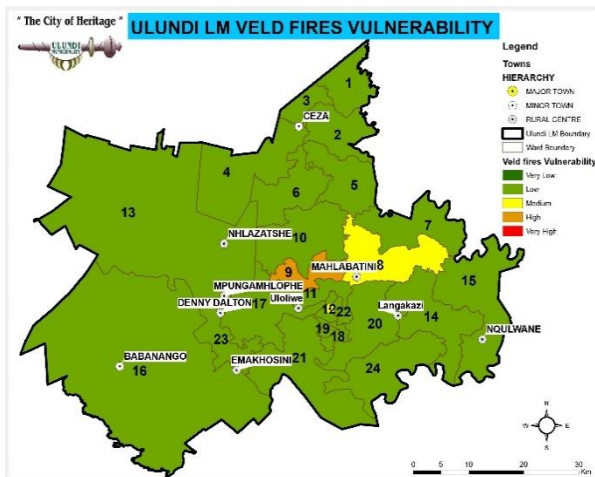 " The City of Heritage "
ULUNDI
MUNICIPALITY
ULUNDI LM VELD FIRES VULNERABILITY
Legend
Towns
HIERARCHY
MAJOR TOWN
MINOR TOWN
RURAL CENTRE
Ulundi LM Boundary
Ward Boundary
Veld fires Vulnerability
Very Low
Low
Medium
High
Very High
1
3
CEZA
2
4
5
6
13
7
NHLAZATSHE
10
8
9
MAHLABATINI
15
MPUNGAMHLOPHE
11
17
Uloliwe
DENNY DALTON
12
22
Langakazi
14
19
20
18
NQULWANE
23
21
BABANANGO
16
EMAKHOSINI
24
N
W
E
S
0 5 10 20 30
Km